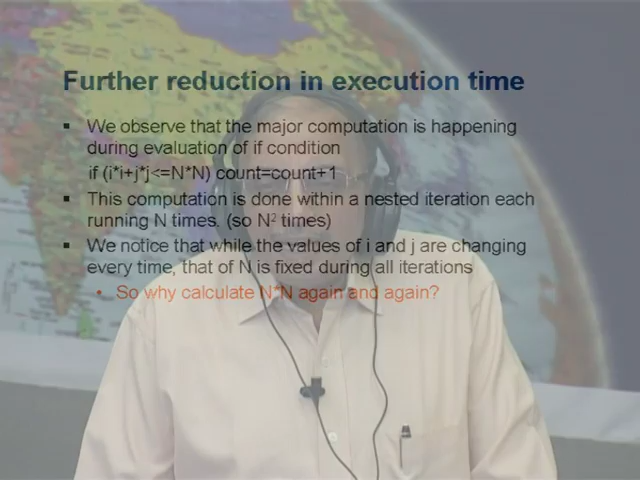 Further reduction in execution time
We observe that the major computation is happening
during evaluation of if condition
if (i*i+j*j<=N*N) count=count+1
This computation is done within a nested iteration each
running N times. (so N² times)
We notice that while the values of i and j are changing
every time, that of N is fixed during all iterations
So why calculate N*N again and again?